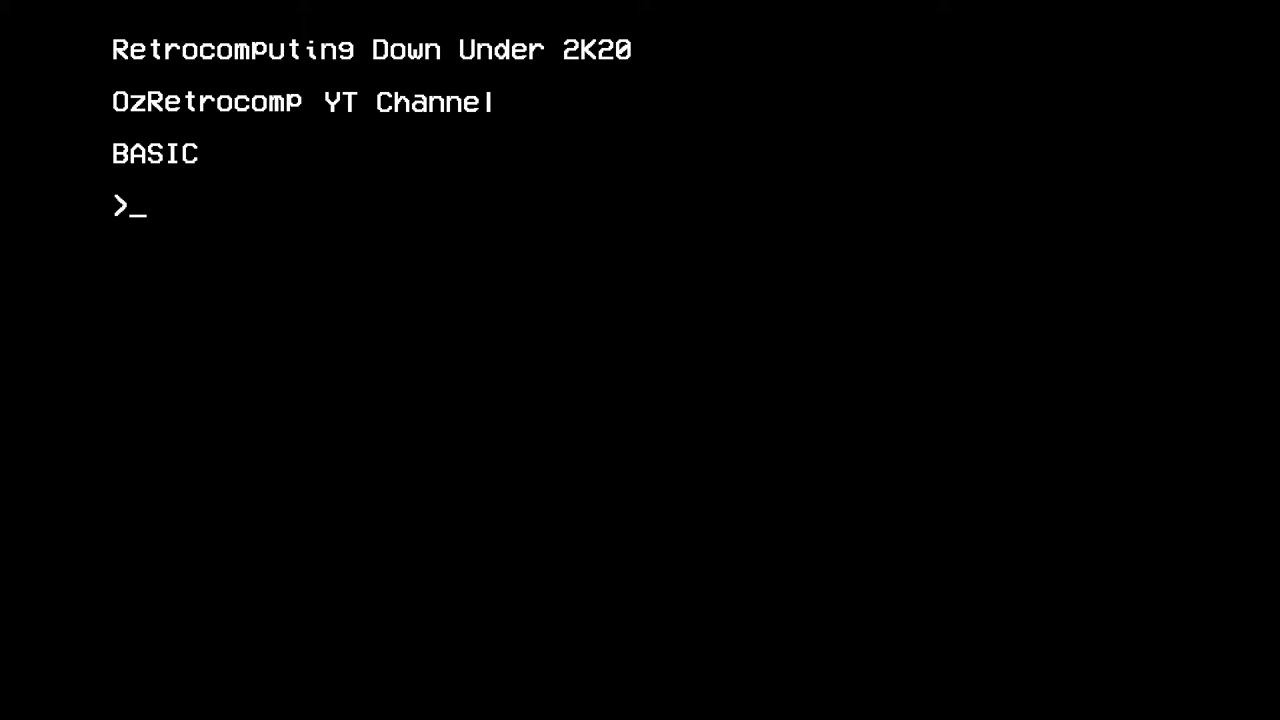 Retrocomputing Down Under 2K20
OzRetrocomp YT Channel
BASIC
>_